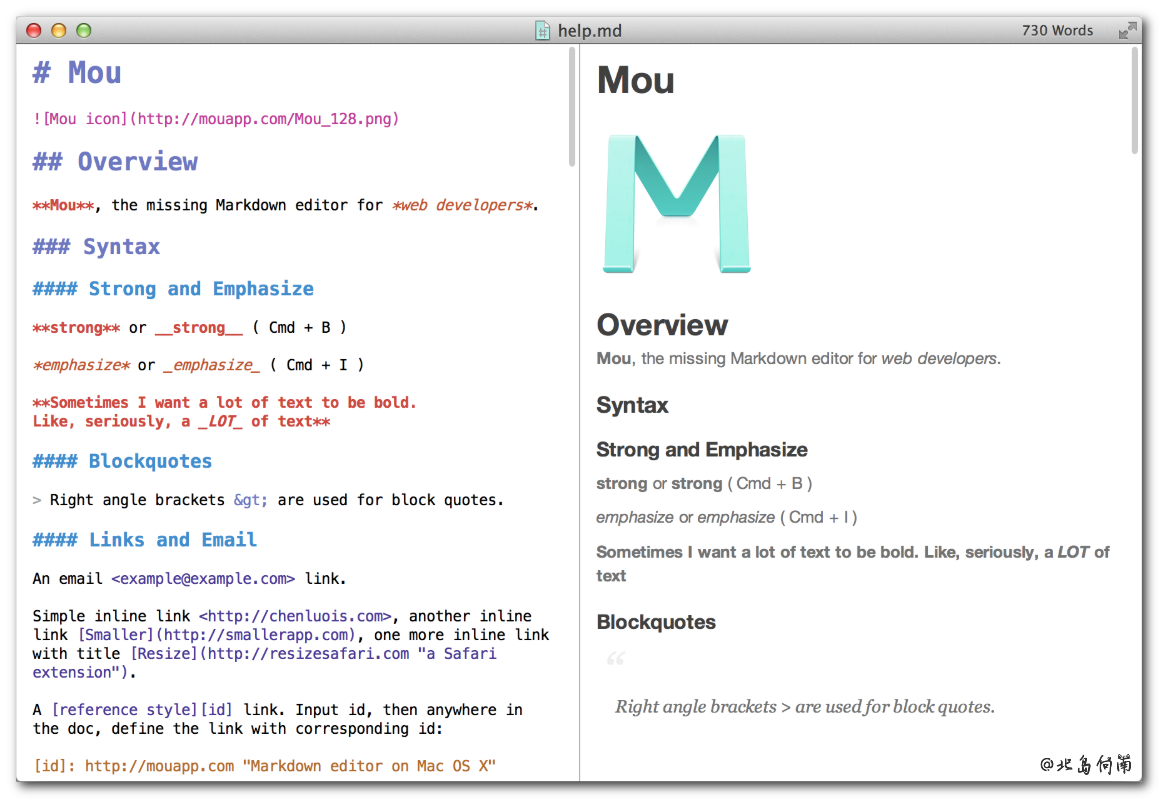 help.md
730 Words
# Mou
![Mou icon](http://mouapp.com/Mou_128.png)
## Overview
**Mou**, the missing Markdown editor for *web developers*.
### Syntax
#### Strong and Emphasize
**strong** or __strong__ ( Cmd + B )
*emphasize* or _emphasize_ ( Cmd + I )
**Sometimes I want a lot of text to be bold.
Like, seriously, a _LOT_ of text**
#### Blockquotes
> Right angle brackets &gt; are used for block quotes.
#### Links and Email
An email <example@example.com> link.
Simple inline link <http://chenluois.com>, another inline
link [Smaller](http://smallerapp.com), one more inline link
with title [Resize](http://resizesafari.com "a Safari
extension").
A [reference style][id] link. Input id, then anywhere in
the doc, define the link with corresponding id:
[id]: http://mouapp.com "Markdown editor on Mac OS X"
Mou
Overview
Mou, the missing Markdown editor for web developers.
Syntax
Strong and Emphasize
strong or strong ( Cmd + B )
emphasize or emphasize ( Cmd + I )
Sometimes I want a lot of text to be bold. Like, seriously, a LOT of
text
Blockquotes
“
Right angle brackets > are used for block quotes.
@北岛何南